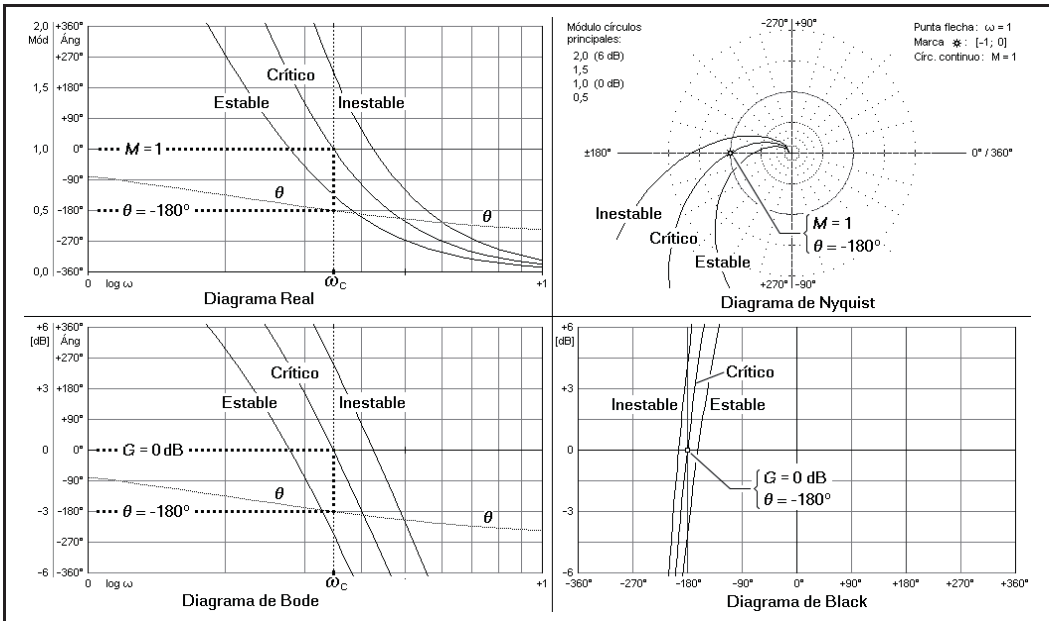 2,0 +360°
Mód Áng
+270°
1,5 +180°
+90°
1,0 0°
-90°
0,5 -180°
-270°
0,0 -360°
Crítico
Estable
Inestable
M = 1
θ
θ = -180°
θ
0 log ω
ωC
+1
Diagrama Real
Módulo círculos
principales:
2,0 (6 dB)
1,5
1,0 (0 dB)
0,5
-270° +90°
Punta flecha: ω = 1
Marca ☼: [-1; 0]
Círc. continuo: M = 1
±180°
0° / 360°
Inestable
Crítico
Estable
M = 1
θ = -180°
+270° -90°
Diagrama de Nyquist
+6 +360°
[dB] Áng
+270°
+3 +180°
+90°
0 0°
-90°
-3 -180°
-270°
-6 -360°
Crítico
Estable
Inestable
G = 0 dB
θ
θ = -180°
θ
0 log ω
ωC
+1
Diagrama de Bode
+6
[dB]
+3
0
-3
-6
Crítico
Inestable
Estable
G = 0 dB
θ = -180°
-360° -270° -180° -90° 0° +90° +180° +270° +360°
Diagrama de Black